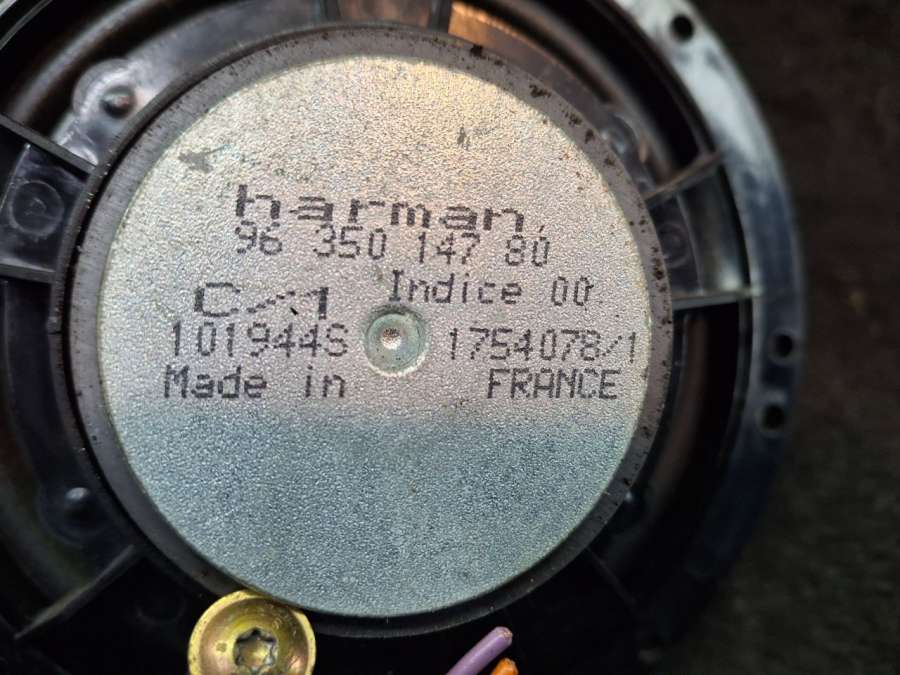 harman
96 350 147 80
C/1 Indice 00
101944S 1754078/1
Made in FRANCE